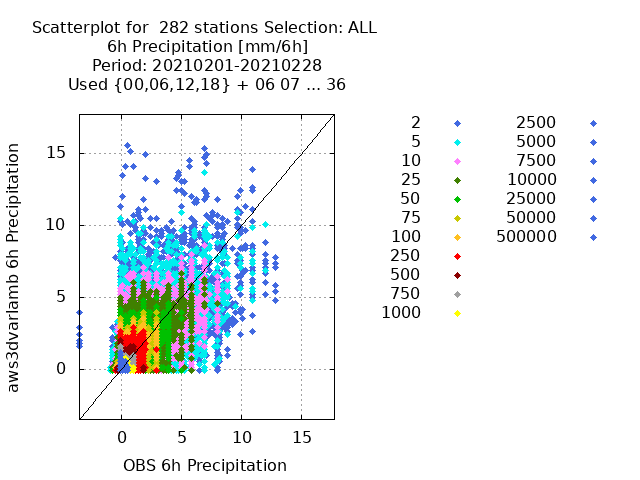 Scatterplot for 282 stations Selection: ALL
6h Precipitation [mm/6h]
Period: 20210201-20210228
Used {00,06,12,18} + 06 07 ... 36
aws3dvarlamb 6h Precipitation
15
10
5
0
0 5 10 15
OBS 6h Precipitation
2 2500
5 5000
10 7500
25 10000
50 25000
75 50000
100 500000
250
500
750
1000